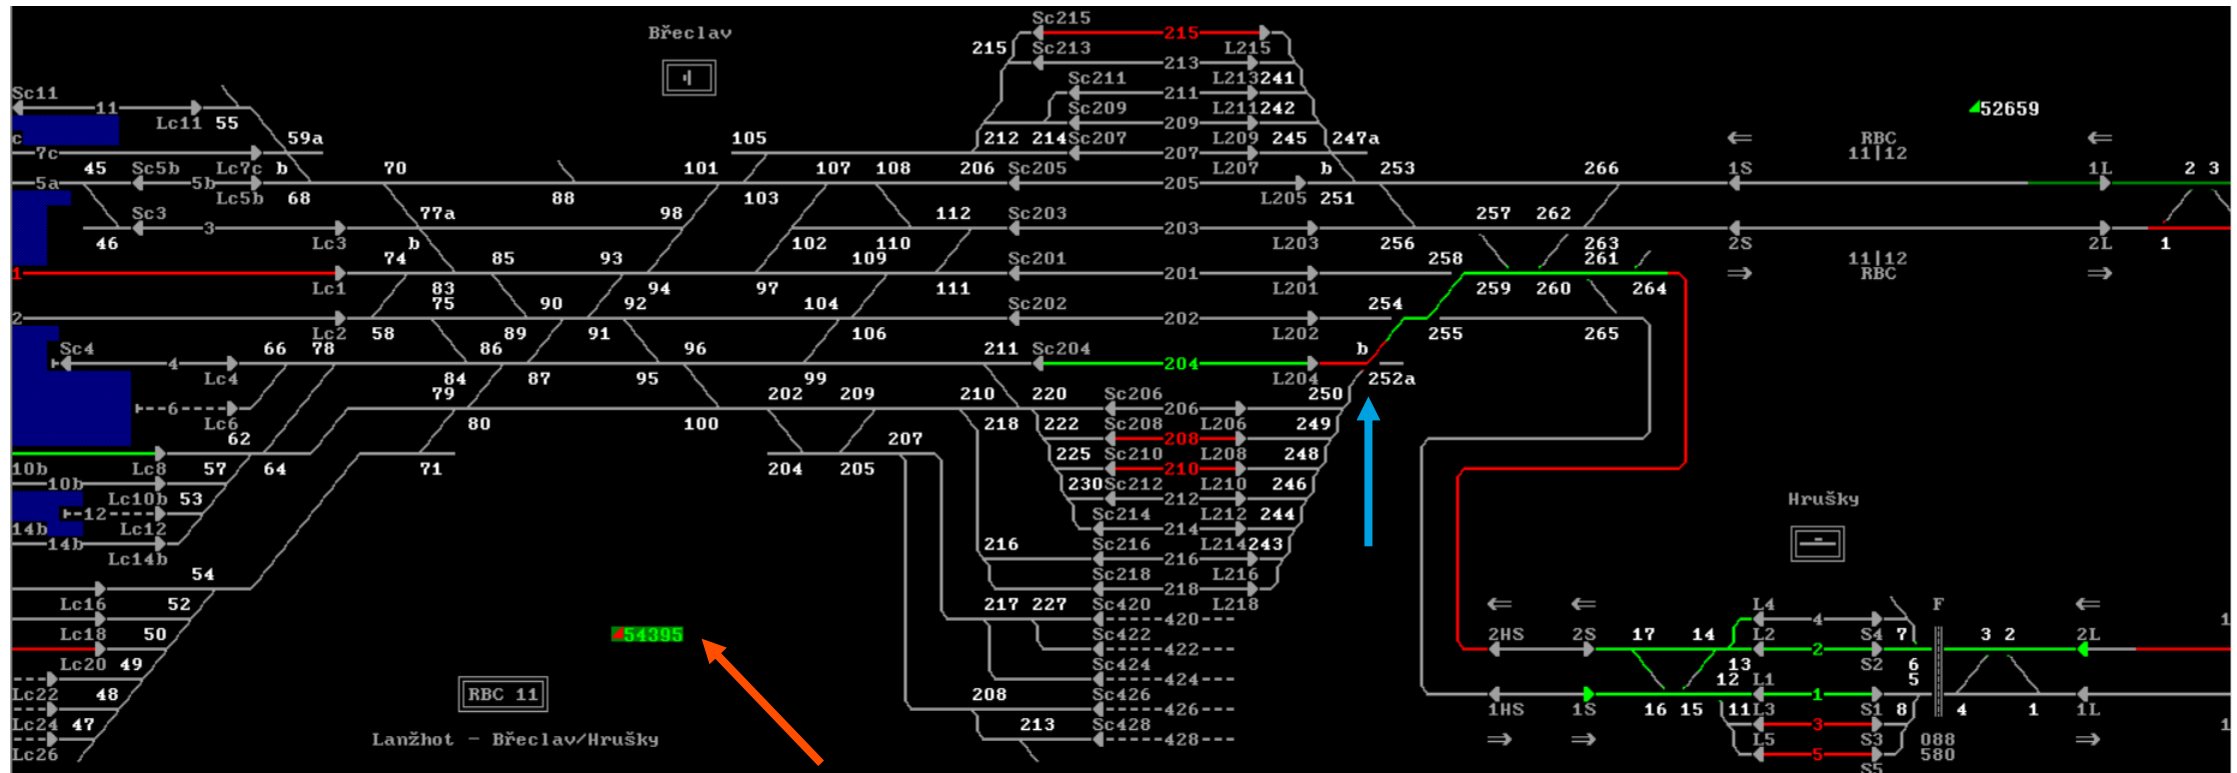 Sc215
Břeclav 215
215 Sc213 L215
213
Sc211 L213 241
Sc11 211
11 Sc209 L211 242 52659
Lc11 55 209
c 59a 105 212 214 Sc207 L209 245 247a ⇐ RBC ⇐
7c 207 11|12
45 Sc5b Lc7c b 70 101 107 108 206 Sc205 L207 b 253 266 1S 1L 2 3
5a 5b 205
Lc5b 68 88 103 L205 251
Sc3 77a 98 112 Sc203 257 262
3 203
46 Lc3 b 102 110 L203 256 263 2S 11|12 2L 1
74 85 93 109 Sc201 258 261 ⇒ RBC ⇒
1 201
Lc1 83 94 97 111 L201 259 260 264
75 90 92 104 Sc202 254
2 202
Lc2 58 89 91 106 L202 255 265
Sc4 66 78 86 96 211 Sc204 b
4 204
Lc4 84 87 95 99 L204 252a
79 202 209 210 220 Sc206 250
6 206
Lc6 80 100 218 222 Sc208 L206 249
62 207 208
10b Lc8 57 64 71 204 205 225 Sc210 L208 248
210
10b 230 Sc212 L210 246
Lc10b 53 212 Hrušky
12 Sc214 L212 244
14b Lc12 214
14b 216 Sc216 L214 243
Lc14b 216
54 Sc218 L216
218
Lc16 52 217 227 Sc420 L218 ⇐ ⇐ L4 F ⇐
420 4 1
Lc18 50 54395 Sc422 2HS 2S 17 14 L2 S4 7 3 2 2L
422 2
Lc20 49 Sc424 13 S2 6
424 12 L1 5
Lc22 48 RBC 11 208 Sc426 1
426 1HS 1S 16 15 11 L3 S1 8 4 1 1L
Lc24 47 213 Sc428 3 1
Lanžhot - Břeclav/Hrušky 428 ⇒ ⇒ L5 S3 088 ⇒
Lc26 5 580
S5